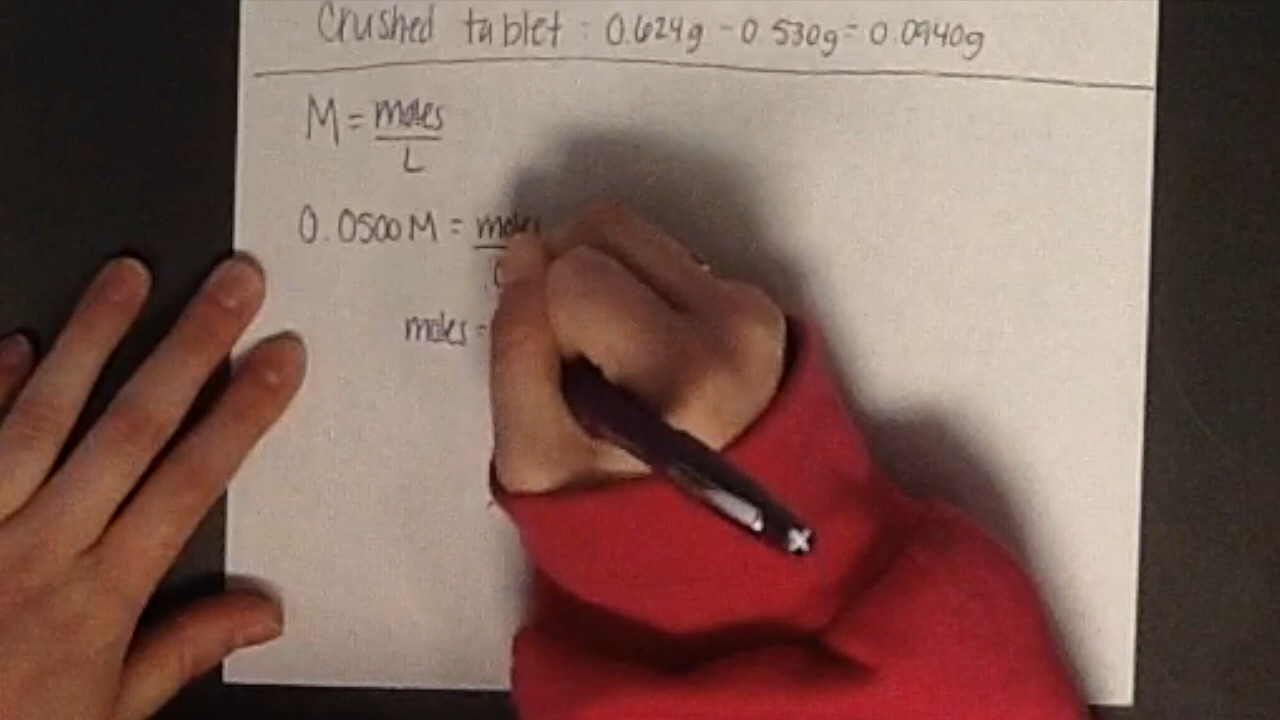 Crushed tablet : 0.624g - 0.530g = 0.0940g
M = moles
L
0.0500 M = moles
moles =